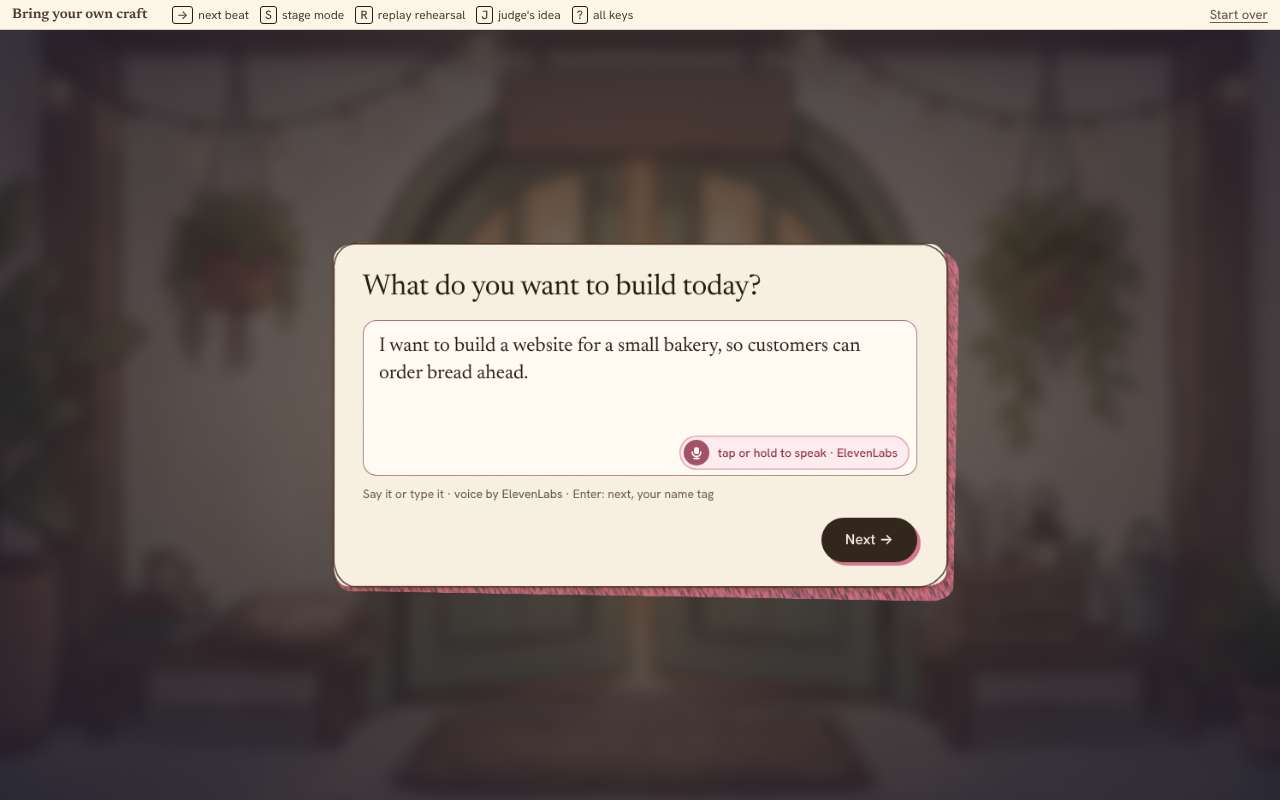 Bring your own craft → next beat S stage mode R replay rehearsal J judge's idea ? all keys Start over
What do you want to build today?
I want to build a website for a small bakery, so customers can
order bread ahead.
tap or hold to speak · ElevenLabs
Say it or type it · voice by ElevenLabs · Enter: next, your name tag
Next →